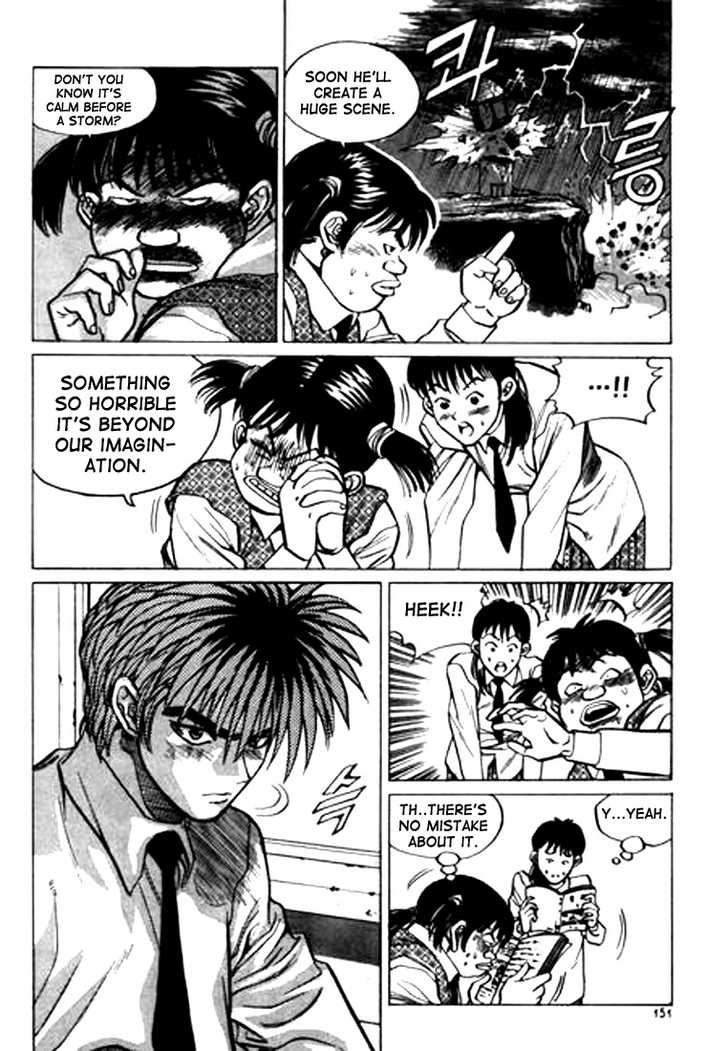 DON'T YOU
KNOW IT'S
CALM BEFORE
A STORM?
SOON HE'LL
CREATE A
HUGE SCENE.
콰
릉
SOMETHING
SO HORRIBLE
IT'S BEYOND
OUR IMAGIN-
ATION.
...!!
HEEK!!
TH..THERE'S
NO MISTAKE
ABOUT IT.
Y...YEAH.
151